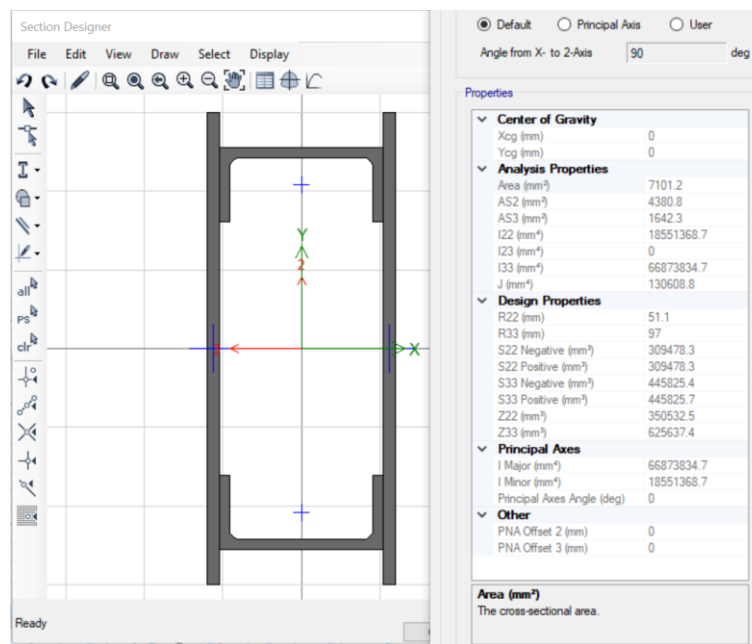 Section Designer
File Edit View Draw Select Display
all
PS
clr
Y
2
X
Ready
Default Principal Axis User
Angle from X- to 2-Axis 90 deg
Properties
Center of Gravity
Xcg (mm) 0
Ycg (mm) 0
Analysis Properties
Area (mm²) 7101.2
AS2 (mm²) 4380.8
AS3 (mm²) 1642.3
I22 (mm⁴) 18551368.7
I23 (mm⁴) 0
I33 (mm⁴) 66873834.7
J (mm⁴) 130608.8
Design Properties
R22 (mm) 51.1
R33 (mm) 97
S22 Negative (mm³) 309478.3
S22 Positive (mm³) 309478.3
S33 Negative (mm³) 445825.4
S33 Positive (mm³) 445825.7
Z22 (mm³) 350532.5
Z33 (mm³) 625637.4
Principal Axes
I Major (mm⁴) 66873834.7
I Minor (mm⁴) 18551368.7
Principal Axes Angle (deg) 0
Other
PNA Offset 2 (mm) 0
PNA Offset 3 (mm) 0
Area (mm²)
The cross-sectional area.